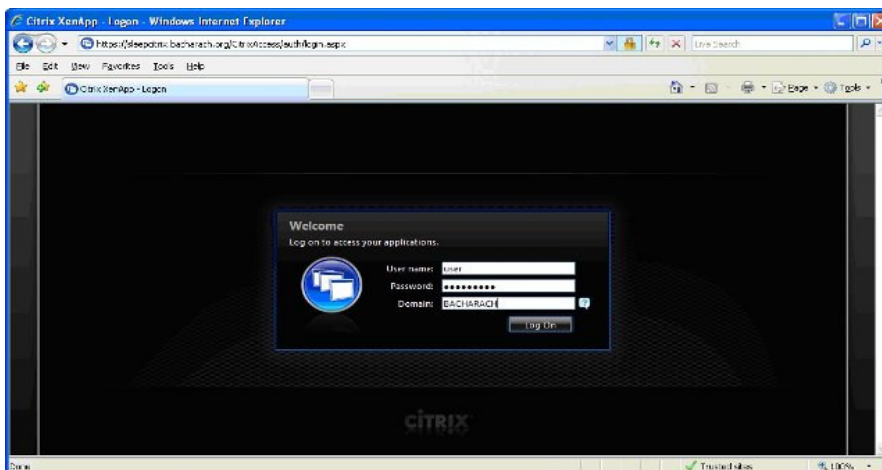 Citrix XenApp - Logon - Windows Internet Explorer
Live Search
File Edit View Favorites Tools Help
Citrix XenApp - Logon
Page Tools
Welcome
Log on to access your applications.
User name: user
Password: •••••••••
Domain: BACHARACH
Log On
CITRIX
Done
Trusted sites
100%